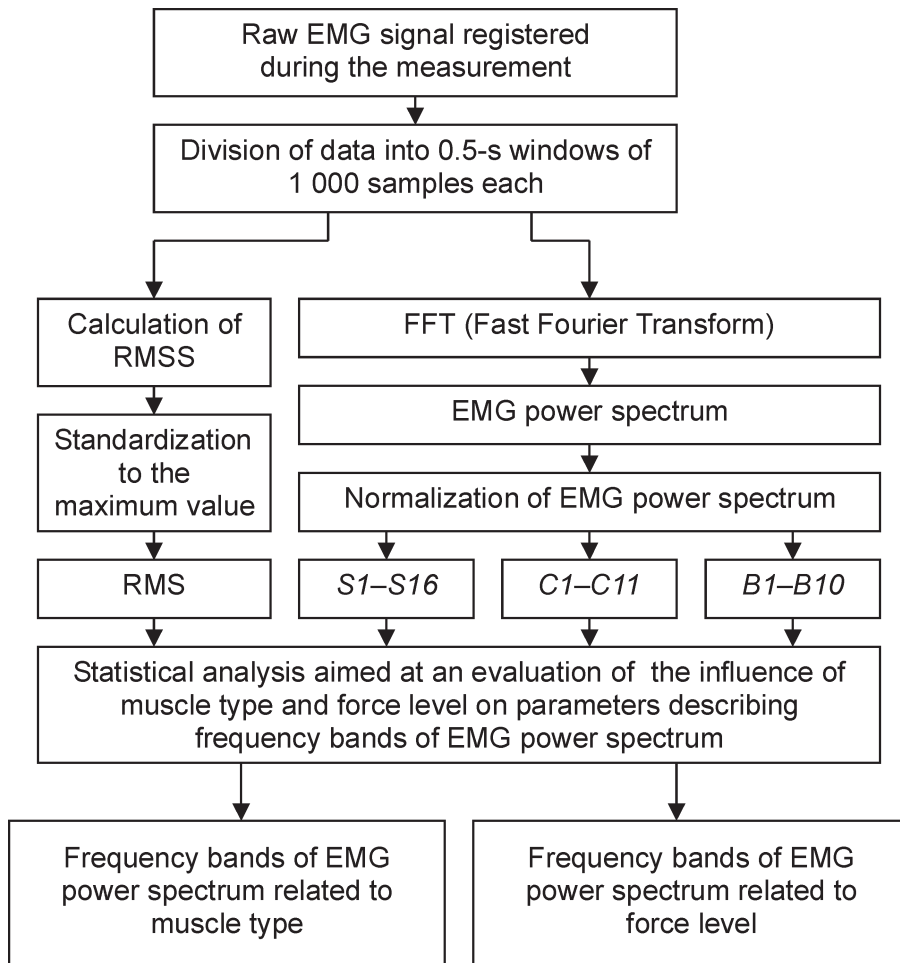 Raw EMG signal registered
during the measurement
Division of data into 0.5-s windows of
1 000 samples each
Calculation of
RMSS
Standardization
to the
maximum value
RMS
FFT (Fast Fourier Transform)
EMG power spectrum
Normalization of EMG power spectrum
S1–S16
C1–C11
B1–B10
Statistical analysis aimed at an evaluation of the influence of
muscle type and force level on parameters describing
frequency bands of EMG power spectrum
Frequency bands of EMG
power spectrum related to
muscle type
Frequency bands of EMG
power spectrum related to
force level